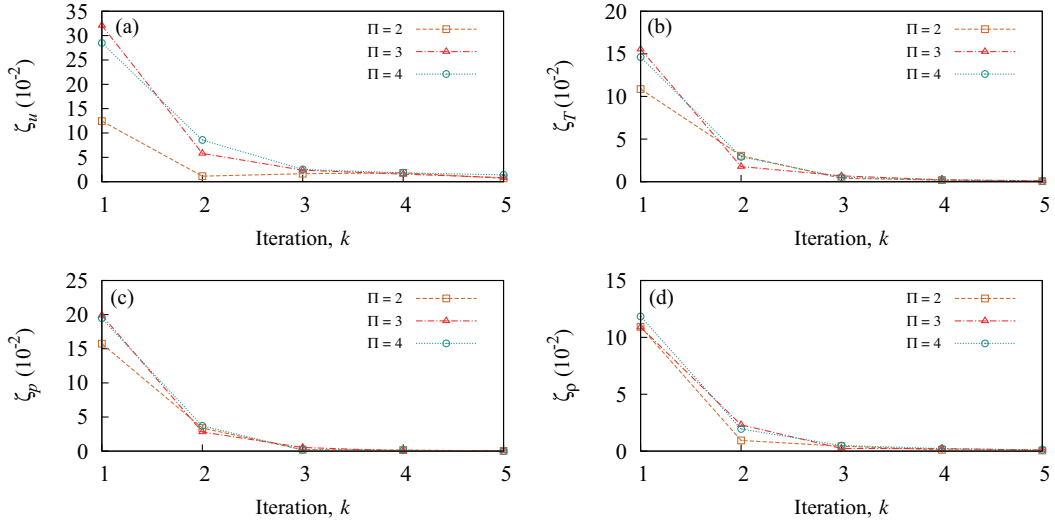 (a)
Π = 2
Π = 3
Π = 4
35
30
25
20
15
10
5
0
ζu (10-2)
1 2 3 4 5
Iteration, k
(b)
Π = 2
Π = 3
Π = 4
20
15
10
5
0
ζT (10-2)
1 2 3 4 5
Iteration, k
(c)
Π = 2
Π = 3
Π = 4
25
20
15
10
5
0
ζp (10-2)
1 2 3 4 5
Iteration, k
(d)
Π = 2
Π = 3
Π = 4
15
10
5
0
ζρ (10-2)
1 2 3 4 5
Iteration, k